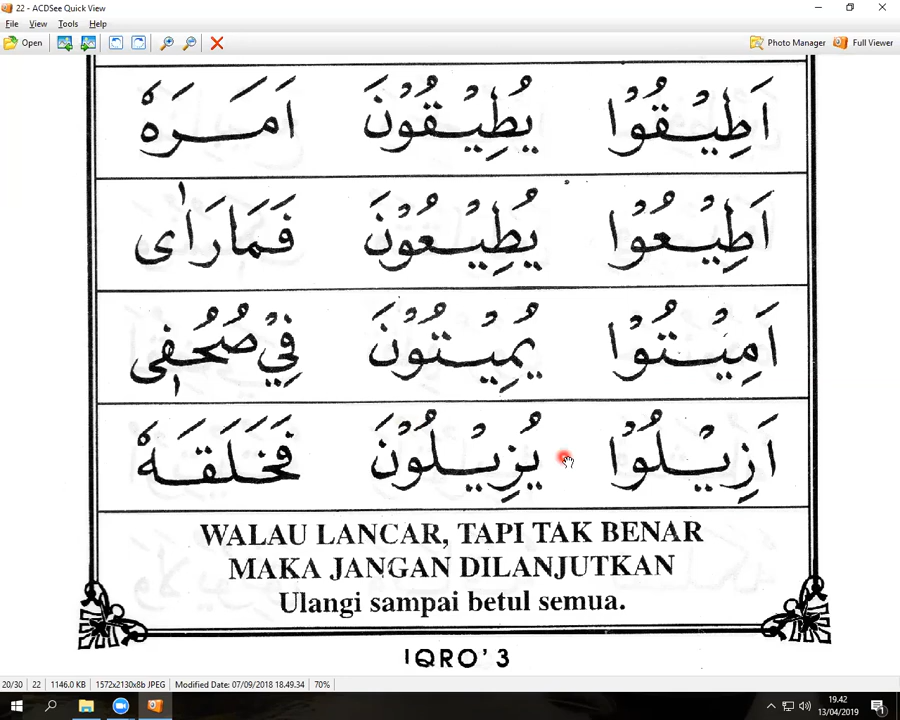 22 - ACDSee Quick View
File View Tools Help
Open Photo Manager Full Viewer
اَطِيْقُوْا يُطِيْقُوْنَ اَمَرَهٗ
اَطِيْعُوْا يُطِيْعُوْنَ فَمَارَاٰى
اَمِيْتُوْا يُمِيْتُوْنَ فِيْ صُحُفِٖى
اَزِيْلُوْا يُزِيْلُوْنَ فَخَلَقَهٗ
WALAU LANCAR, TAPI TAK BENAR
MAKA JANGAN DILANJUTKAN
Ulangi sampai betul semua.
IQRO' 3
20/30 22 1146.0 KB 1572x2130x8b JPEG Modified Date: 07/09/2018 18.49.34 70%
19.42
13/04/2019
1